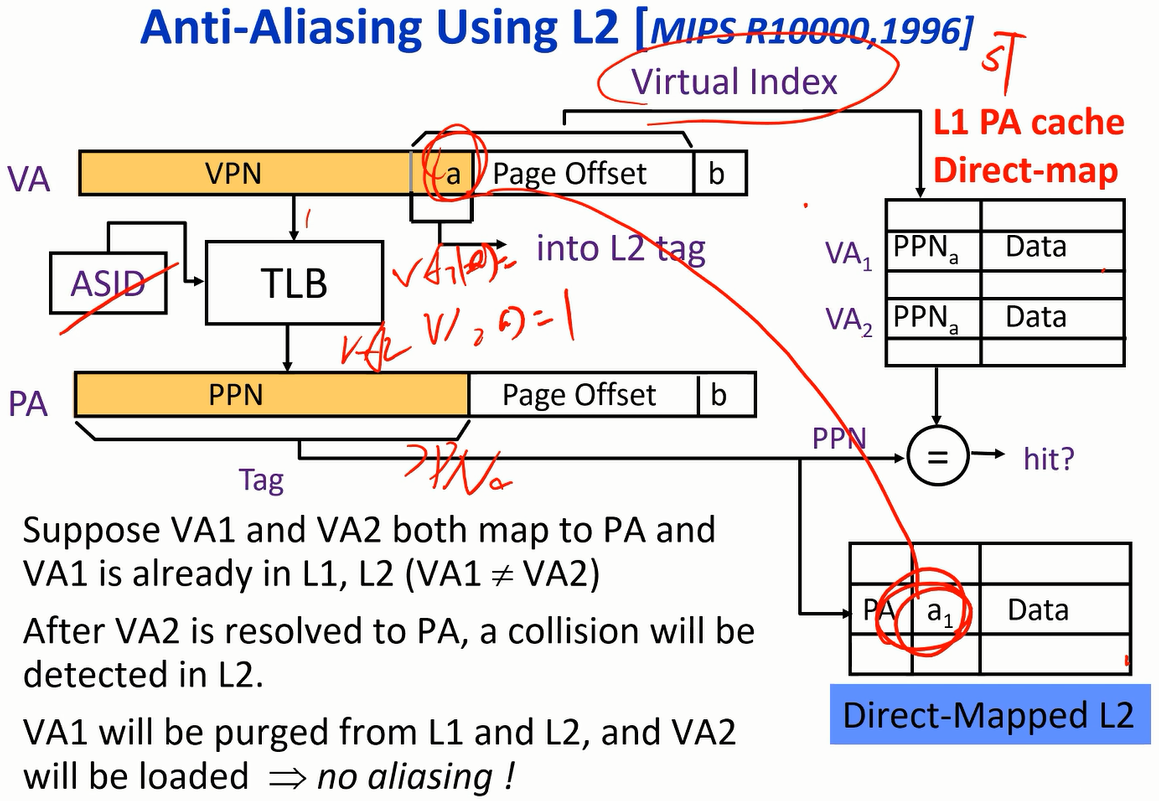 Anti-Aliasing Using L2 [MIPS R10000,1996]
ST
Virtual Index
L1 PA cache
Direct-map
VA VPN a Page Offset b
into L2 tag
ASID TLB
VA1 PPNa Data
VA2 PPNa Data
VA2
= 1
PA PPN Page Offset b
PPN = hit?
Tag
PPNa
Suppose VA1 and VA2 both map to PA and
VA1 is already in L1, L2 (VA1 ≠ VA2)
After VA2 is resolved to PA, a collision will be
detected in L2.
VA1 will be purged from L1 and L2, and VA2
will be loaded ⇒ no aliasing !
PA a1 Data
Direct-Mapped L2